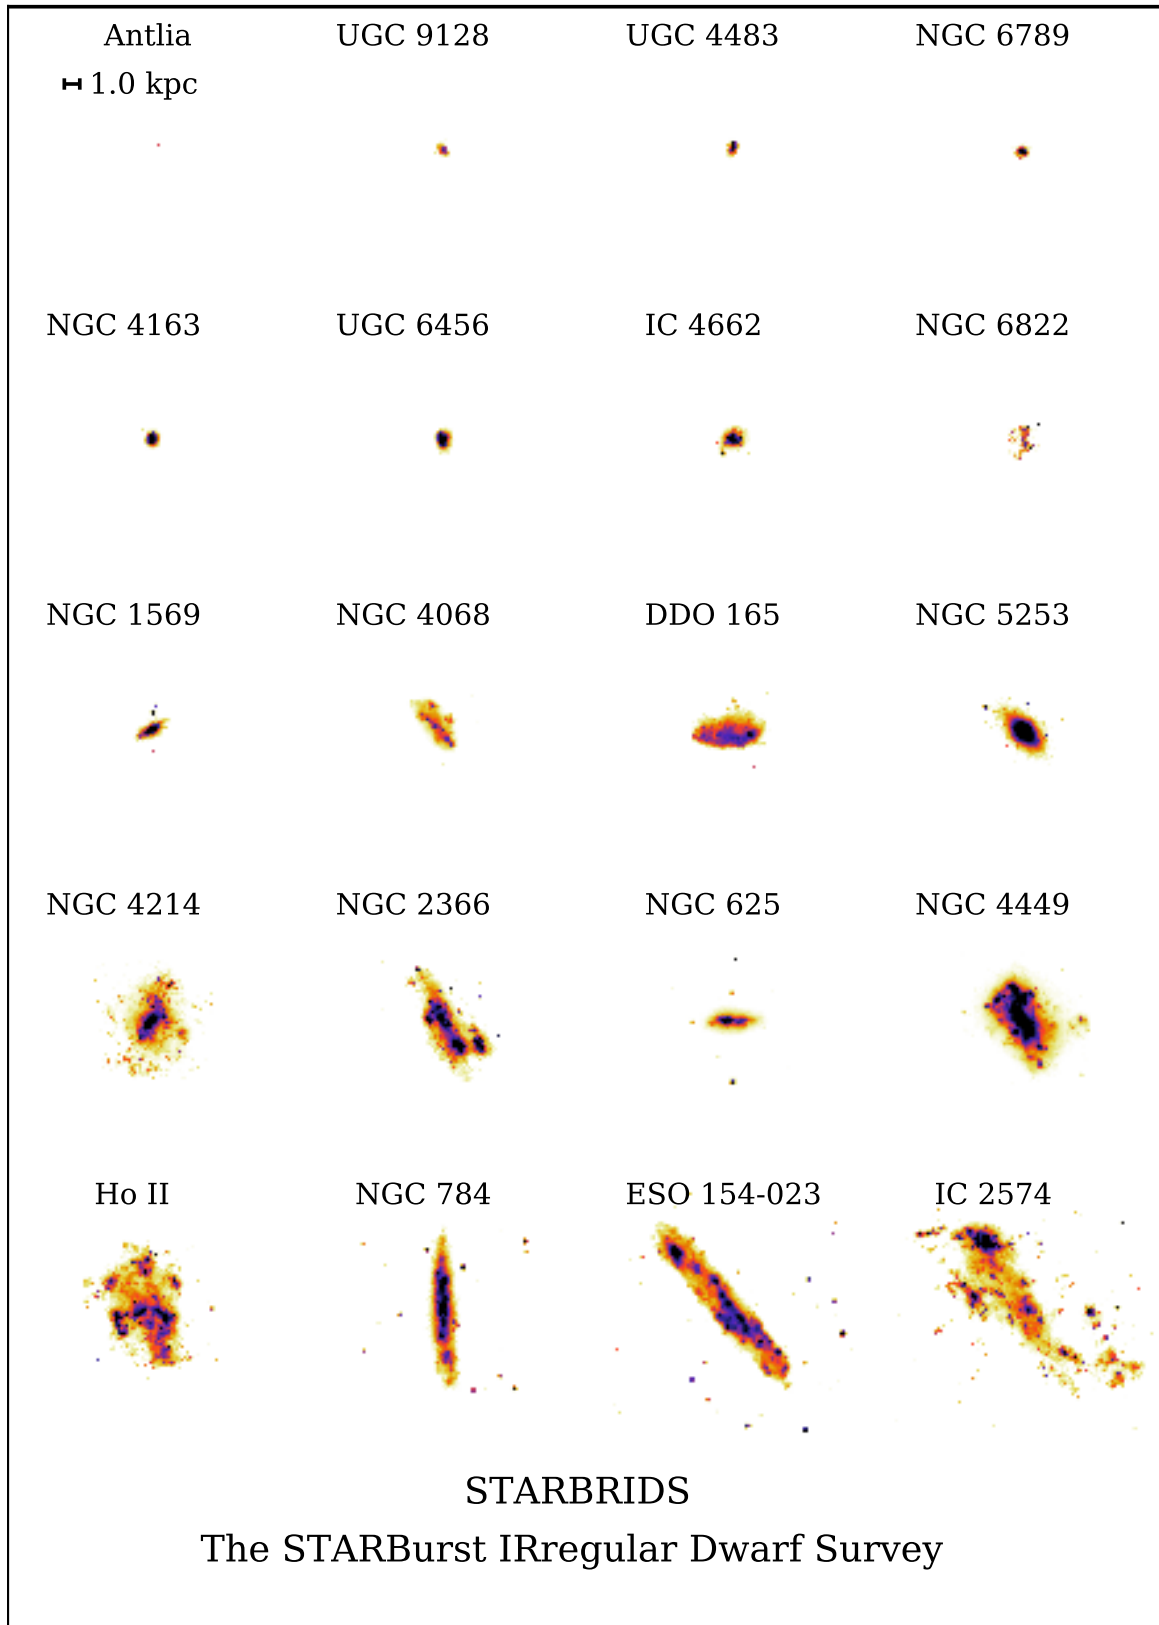 Antlia UGC 9128 UGC 4483 NGC 6789
1.0 kpc
NGC 4163 UGC 6456 IC 4662 NGC 6822
NGC 1569 NGC 4068 DDO 165 NGC 5253
NGC 4214 NGC 2366 NGC 625 NGC 4449
Ho II NGC 784 ESO 154-023 IC 2574
STARBRIDS
The STARBurst IRregular Dwarf Survey